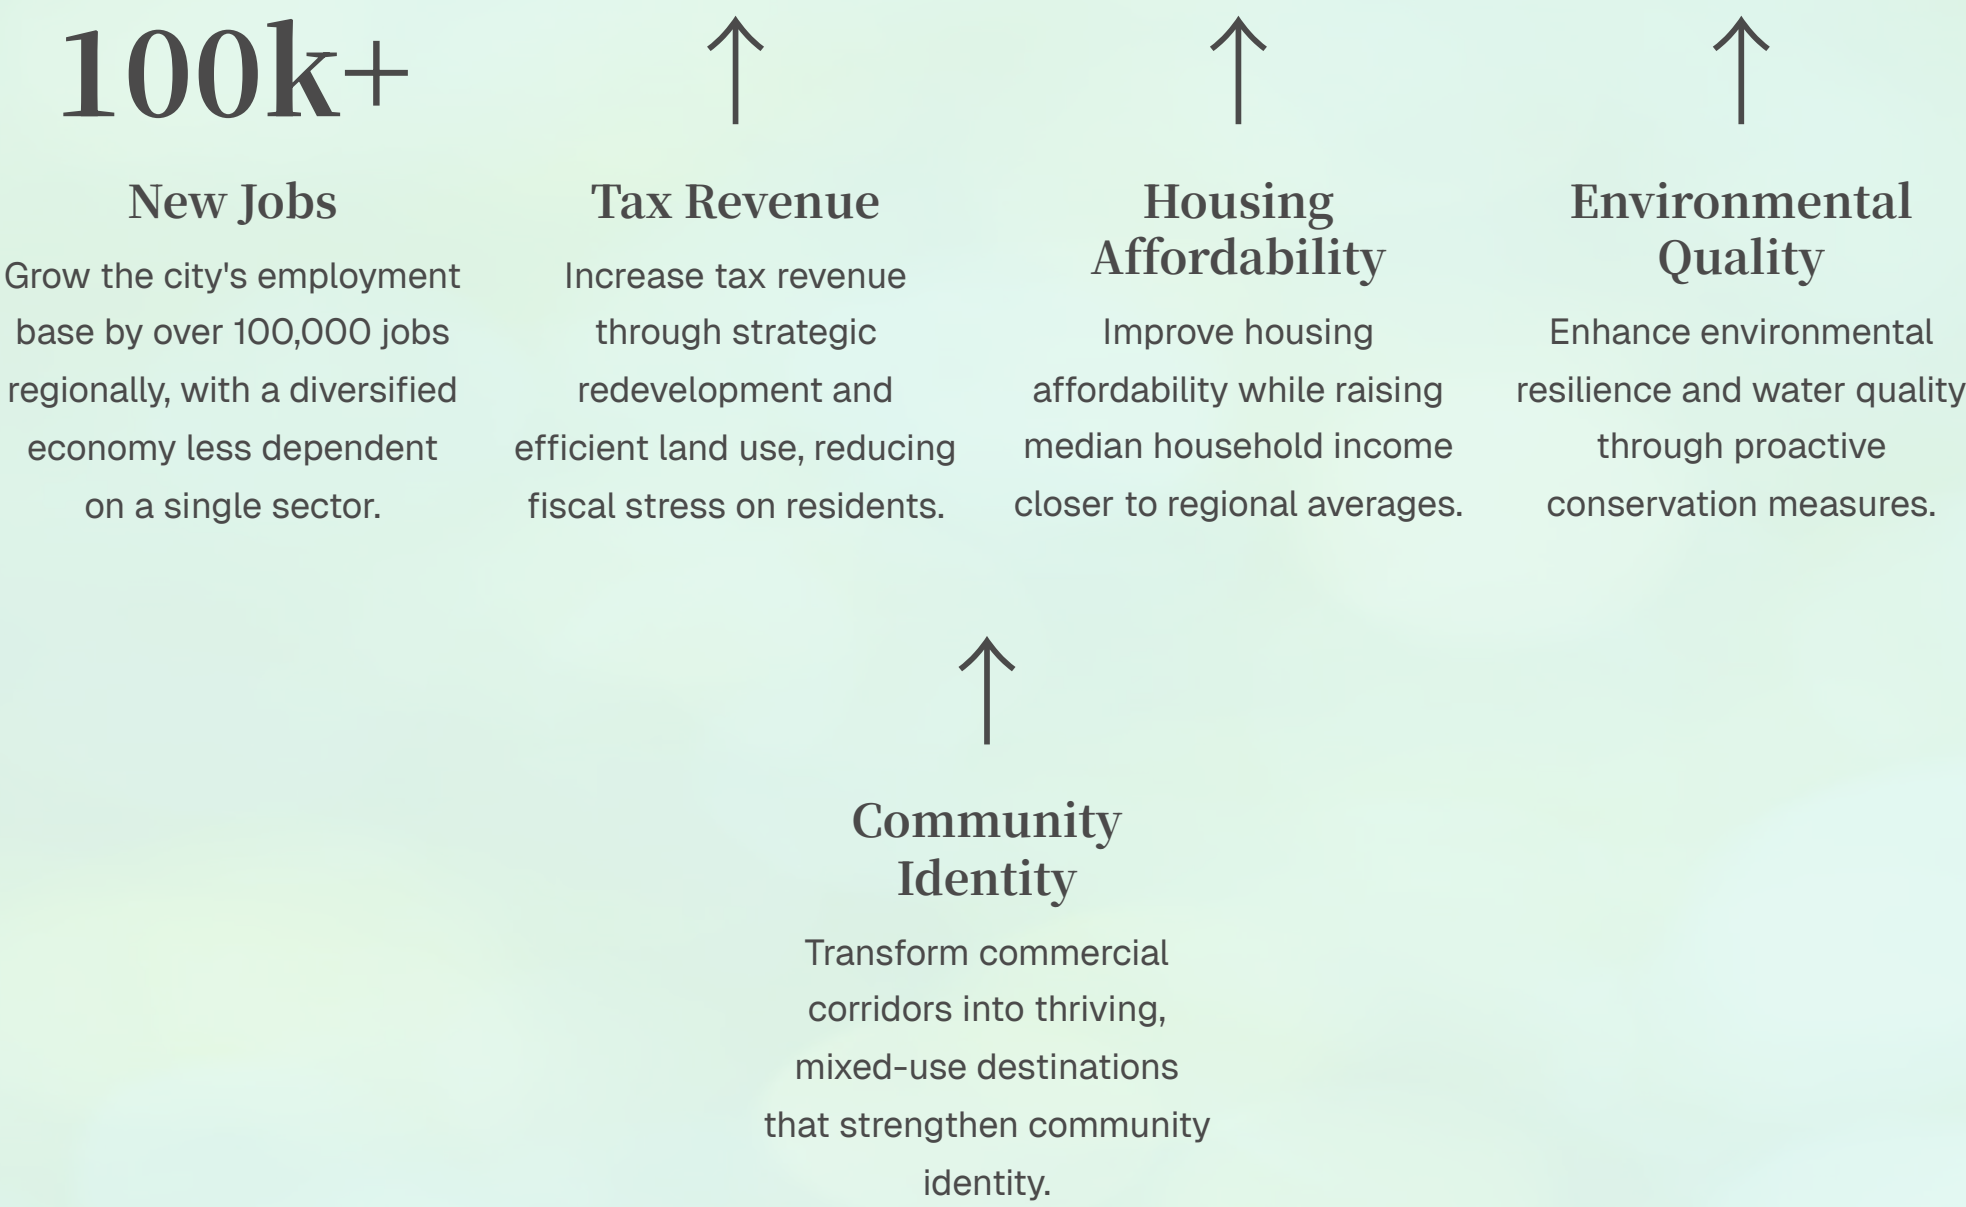 100k+
New Jobs
Grow the city's employment
base by over 100,000 jobs
regionally, with a diversified
economy less dependent
on a single sector.
↑
Tax Revenue
Increase tax revenue
through strategic
redevelopment and
efficient land use, reducing
fiscal stress on residents.
↑
Housing
Affordability
Improve housing
affordability while raising
median household income
closer to regional averages.
↑
Environmental
Quality
Enhance environmental
resilience and water quality
through proactive
conservation measures.
↑
Community
Identity
Transform commercial
corridors into thriving,
mixed-use destinations
that strengthen community
identity.